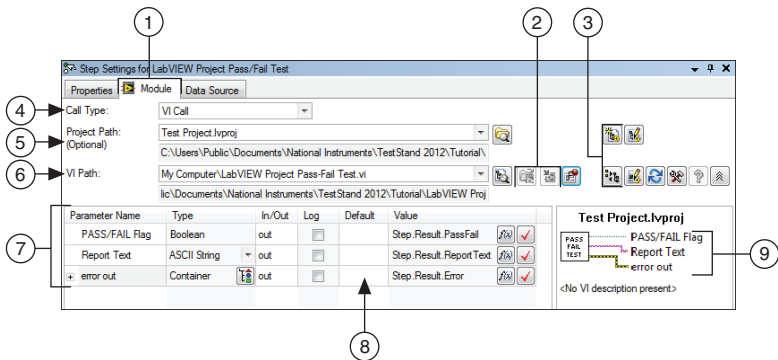 1
2
3
Step Settings for LabVIEW Project Pass/Fail Test
Properties Module Data Source
4
Call Type: VI Call
5
Project Path: Test Project.lvproj
(Optional)
C:\Users\Public\Documents\National Instruments\TestStand 2012\Tutorial\
6
VI Path: My Computer\LabVIEW Project Pass-Fail Test.vi
lic\Documents\National Instruments\TestStand 2012\Tutorial\LabVIEW Proj
7
Parameter Name Type In/Out Log Default Value
PASS/FAIL Flag Boolean out Step.Result.PassFail f(x)
Report Text ASCII String out Step.Result.ReportText f(x)
error out Container out Step.Result.Error f(x)
Test Project.lvproj
PASS
FAIL
TEST
PASS/FAIL Flag
Report Text
error out
<No VI description present>
9
8